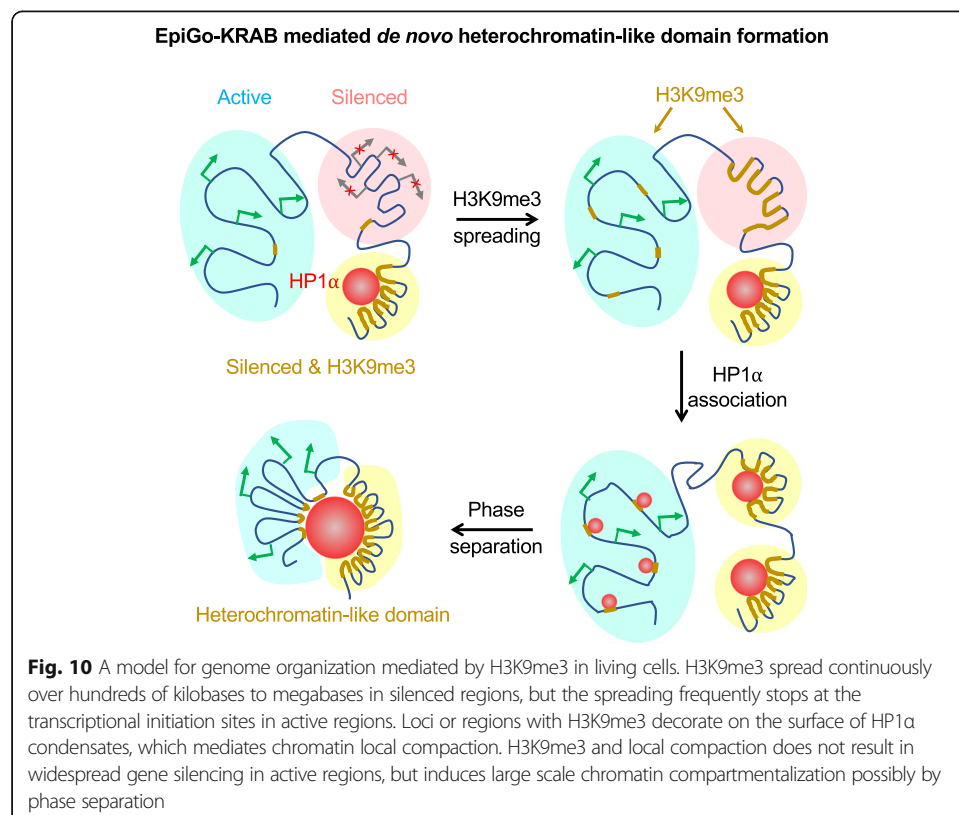 EpiGo-KRAB mediated de novo heterochromatin-like domain formation
Active
Silenced
H3K9me3
H3K9me3
spreading
HP1α
Silenced & H3K9me3
HP1α
association
Phase
separation
Heterochromatin-like domain
Fig. 10 A model for genome organization mediated by H3K9me3 in living cells. H3K9me3 spread continuously
over hundreds of kilobases to megabases in silenced regions, but the spreading frequently stops at the
transcriptional initiation sites in active regions. Loci or regions with H3K9me3 decorate on the surface of HP1α
condensates, which mediates chromatin local compaction. H3K9me3 and local compaction does not result in
widespread gene silencing in active regions, but induces large scale chromatin compartmentalization possibly by
phase separation